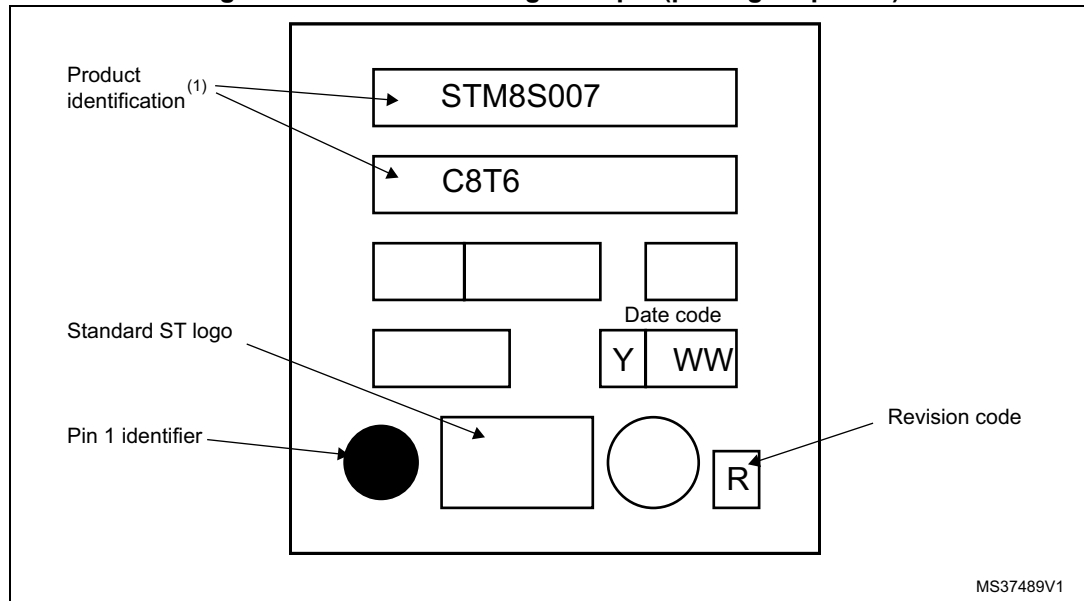 Product
identification (1)
STM8S007
C8T6
Date code
Standard ST logo
Y WW
Pin 1 identifier
Revision code
R
MS37489V1